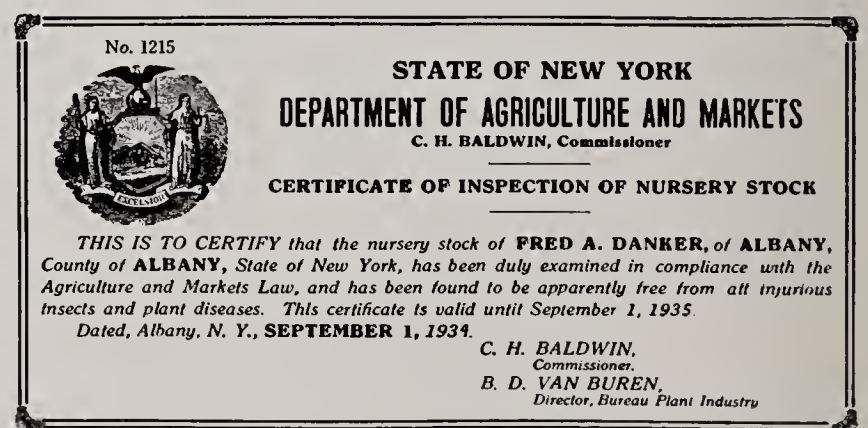 No. 1215
STATE OF NEW YORK
DEPARTMENT OF AGRICULTURE AND MARKETS
C. H. BALDWIN, Commissioner
CERTIFICATE OF INSPECTION OF NURSERY STOCK
EXCELSIOR
THIS IS TO CERTIFY that the nursery stock of FRED A. DANKER, of ALBANY,
County of ALBANY, State of New York, has been duly examined in compliance with the
Agriculture and Markets Law, and has been found to be apparently free from all injurious
insects and plant diseases. This certificate is valid until September 1, 1935.
Dated, Albany, N. Y., SEPTEMBER 1, 1934.
C. H. BALDWIN,
Commissioner.
B. D. VAN BUREN,
Director, Bureau Plant Industry